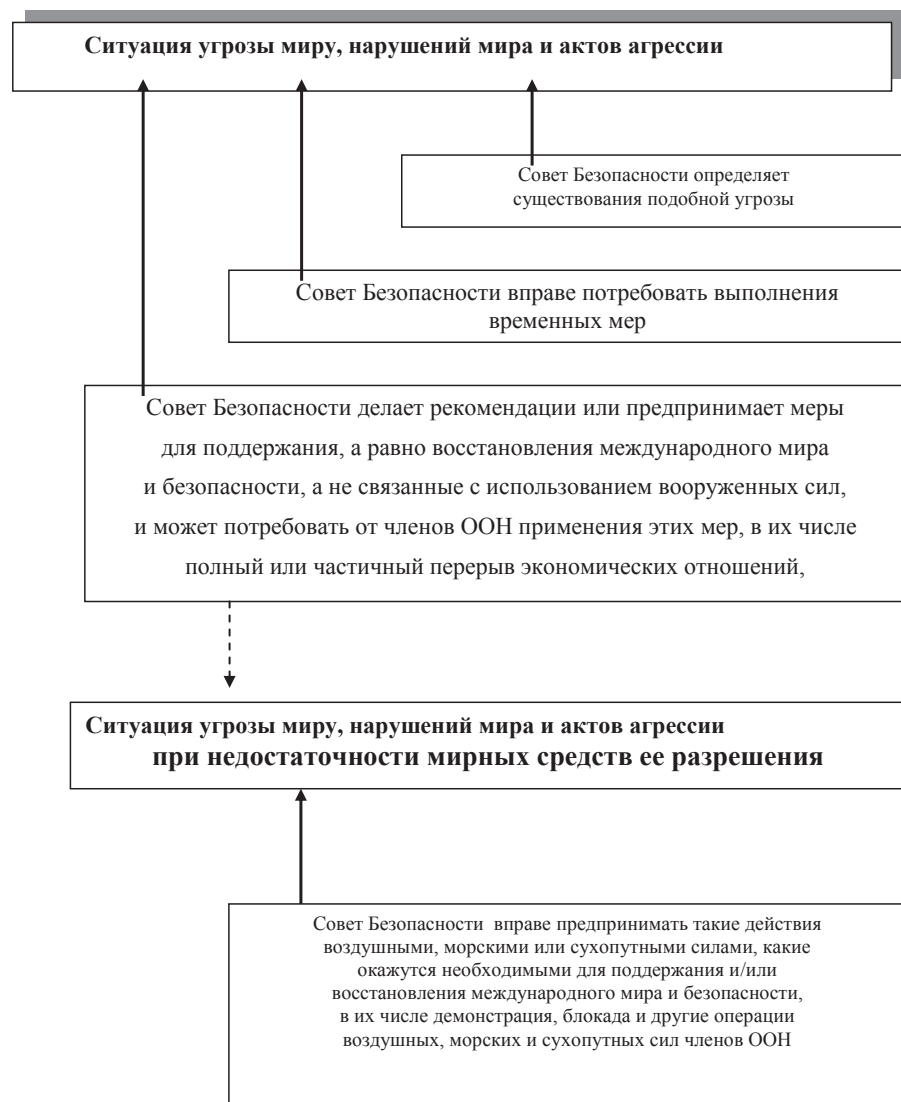 Ситуация угрозы миру, нарушений мира и актов агрессии
Совет Безопасности определяет
существования подобной угрозы
Совет Безопасности вправе потребовать выполнения
временных мер
Совет Безопасности делает рекомендации или предпринимает меры
для поддержания, а равно восстановления международного мира
и безопасности, а не связанные с использованием вооруженных сил,
и может потребовать от членов ООН применения этих мер, в их числе
полный или частичный перерыв экономических отношений,
Ситуация угрозы миру, нарушений мира и актов агрессии
при недостаточности мирных средств ее разрешения
Совет Безопасности вправе предпринимать такие действия
воздушными, морскими или сухопутными силами, какие
окажутся необходимыми для поддержания и/или
восстановления международного мира и безопасности,
в их числе демонстрация, блокада и другие операции
воздушных, морских и сухопутных сил членов ООН